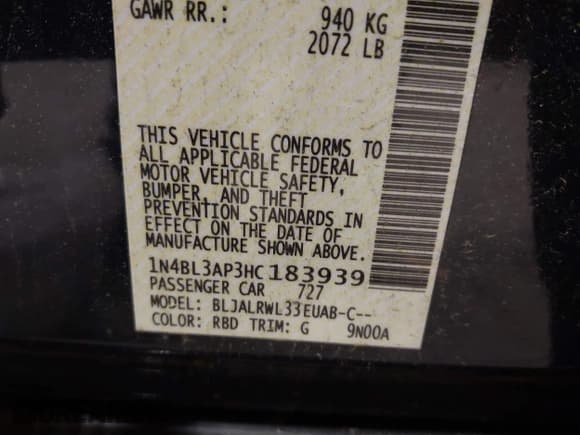 GAWR RR.: 940 KG
2072 LB
THIS VEHICLE CONFORMS TO
ALL APPLICABLE FEDERAL
MOTOR VEHICLE SAFETY,
BUMPER, AND THEFT
PREVENTION STANDARDS IN
EFFECT ON THE DATE OF
MANUFACTURE SHOWN ABOVE.
1N4BL3AP3HC183939
PASSENGER CAR 727
MODEL: BLJALRWL33EUAB-C--
COLOR: RBD TRIM: G 9N00A